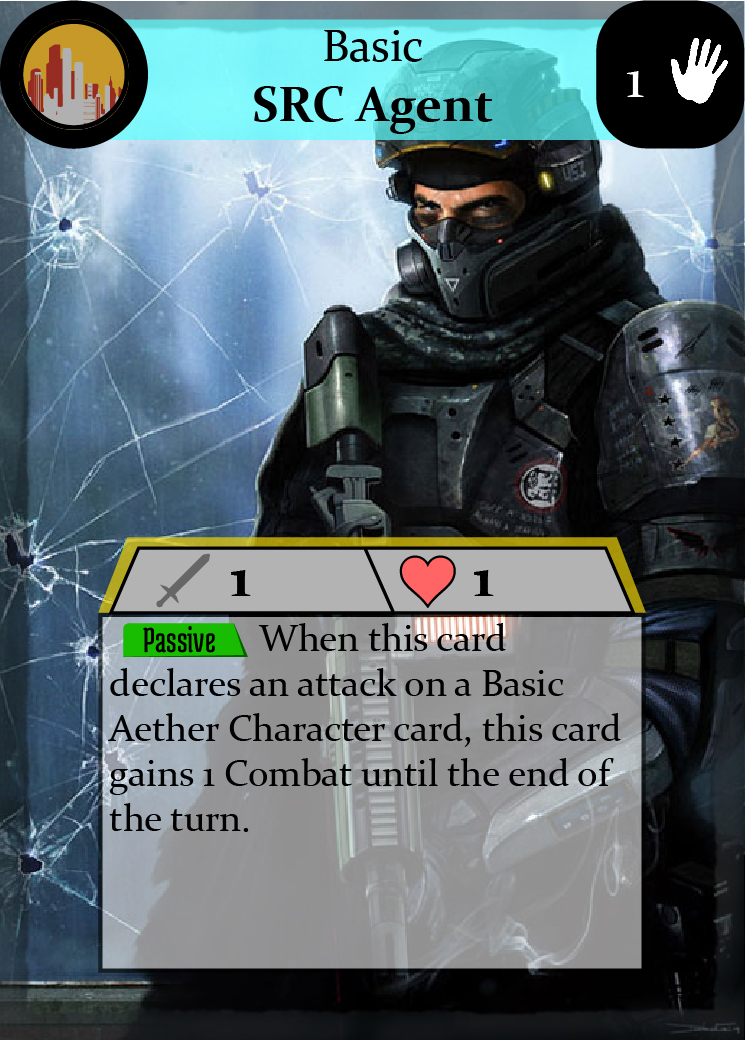 Basic
SRC Agent
1
1
1
Passive When this card
declares an attack on a Basic
Aether Character card, this card
gains 1 Combat until the end of
the turn.